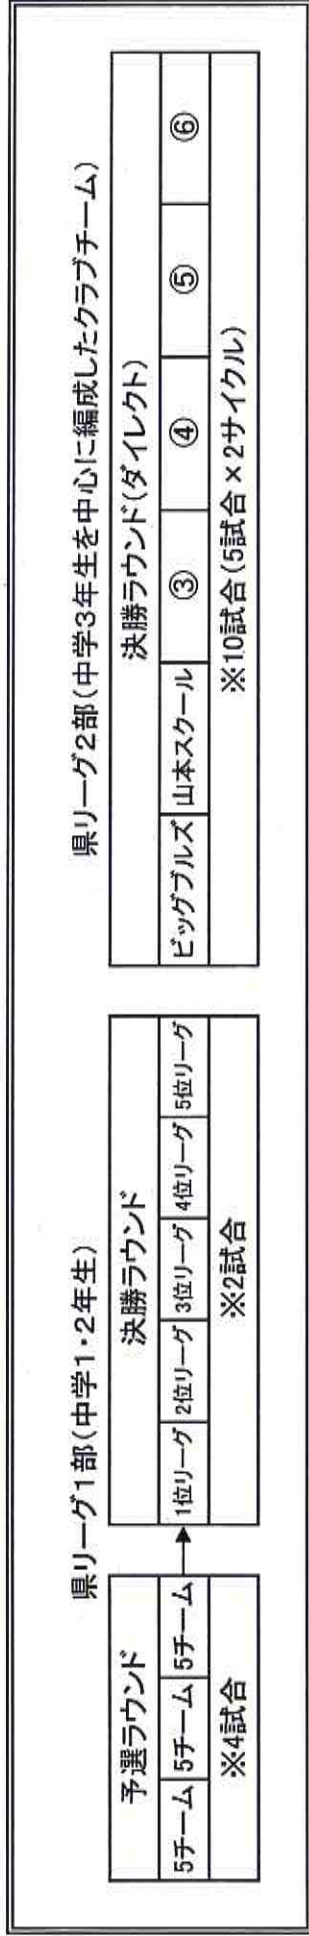 県リーグ1部(中学1・2年生)
予選ラウンド
5チーム 5チーム 5チーム
※4試合
決勝ラウンド
1位リーグ 2位リーグ 3位リーグ 4位リーグ 5位リーグ
※2試合
県リーグ2部(中学3年生を中心に編成したクラブチーム)
決勝ラウンド(ダイレクト)
ビッグブルズ 山本スクール ③ ④ ⑤ ⑥
※10試合(5試合×2サイクル)